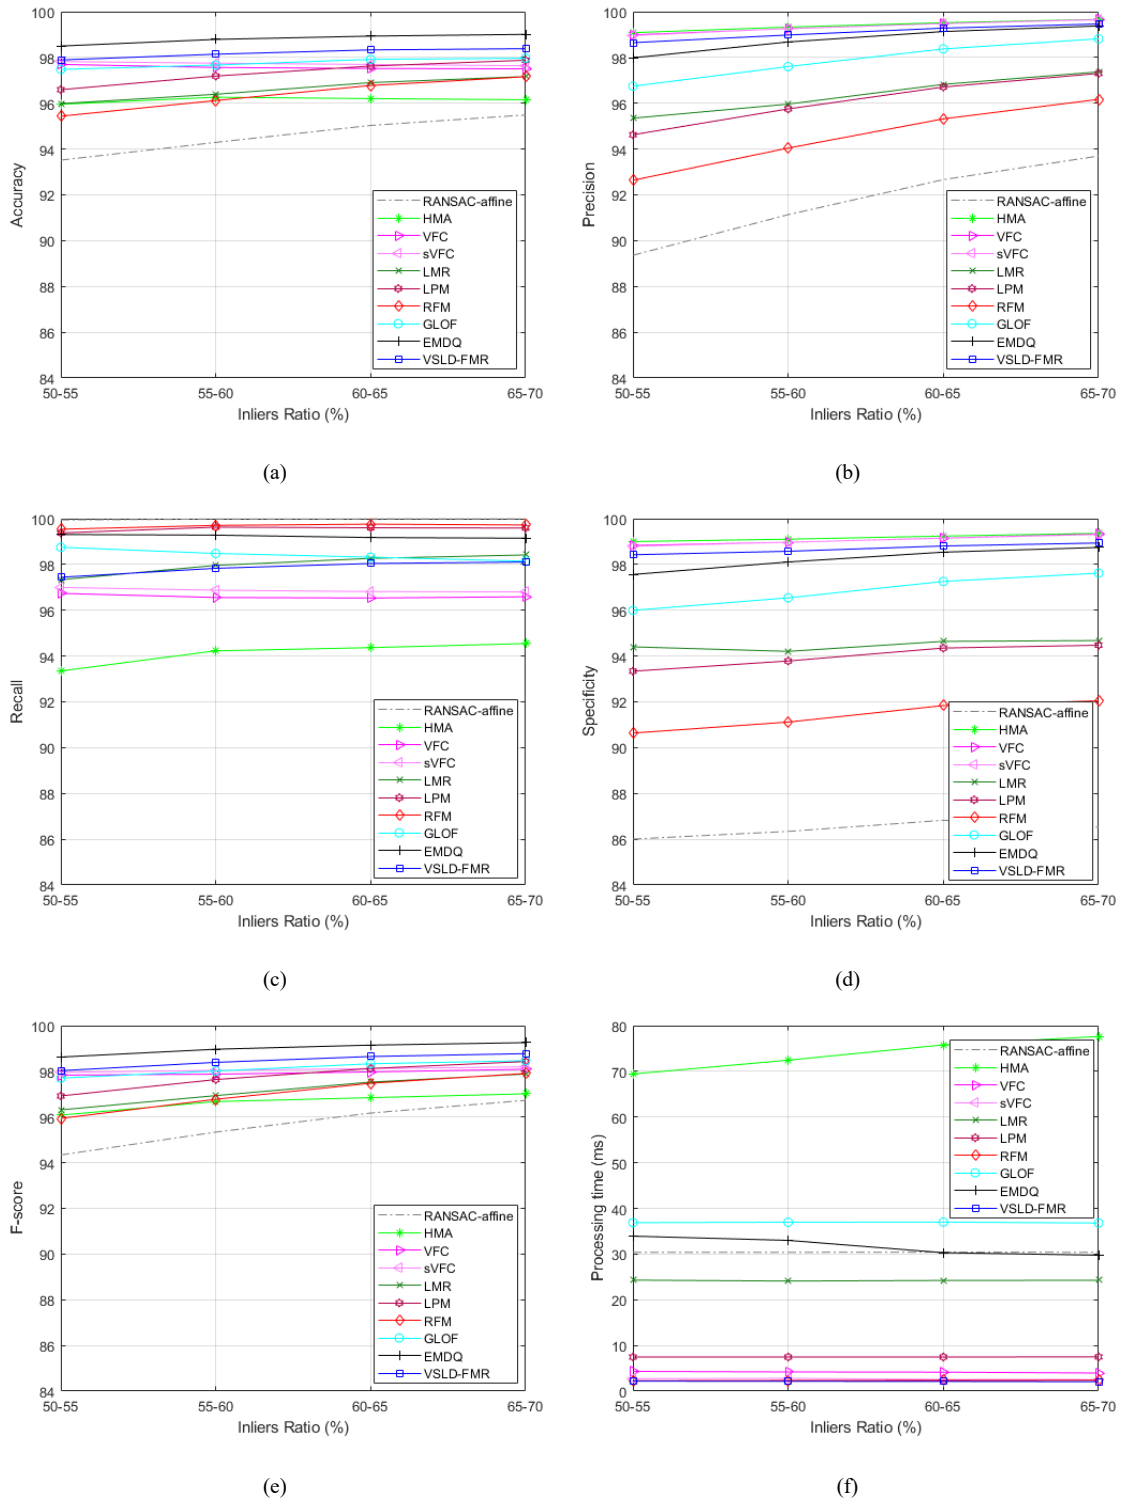 100
98
96
94
92
90
88
86
84
Accuracy
50-55
55-60
60-65
65-70
Inliers Ratio (%)
RANSAC-affine
HMA
VFC
sVFC
LMR
LPM
RFM
GLOF
EMDQ
VSLD-FMR
(a)
100
98
96
94
92
90
88
86
84
Precision
50-55
55-60
60-65
65-70
Inliers Ratio (%)
RANSAC-affine
HMA
VFC
sVFC
LMR
LPM
RFM
GLOF
EMDQ
VSLD-FMR
(b)
100
98
96
94
92
90
88
86
84
Recall
50-55
55-60
60-65
65-70
Inliers Ratio (%)
RANSAC-affine
HMA
VFC
sVFC
LMR
LPM
RFM
GLOF
EMDQ
VSLD-FMR
(c)
100
98
96
94
92
90
88
86
84
Specificity
50-55
55-60
60-65
65-70
Inliers Ratio (%)
RANSAC-affine
HMA
VFC
sVFC
LMR
LPM
RFM
GLOF
EMDQ
VSLD-FMR
(d)
100
98
96
94
92
90
88
86
84
F-score
50-55
55-60
60-65
65-70
Inliers Ratio (%)
RANSAC-affine
HMA
VFC
sVFC
LMR
LPM
RFM
GLOF
EMDQ
VSLD-FMR
(e)
80
70
60
50
40
30
20
10
0
Processing time (ms)
50-55
55-60
60-65
65-70
Inliers Ratio (%)
RANSAC-affine
HMA
VFC
sVFC
LMR
LPM
RFM
GLOF
EMDQ
VSLD-FMR
(f)